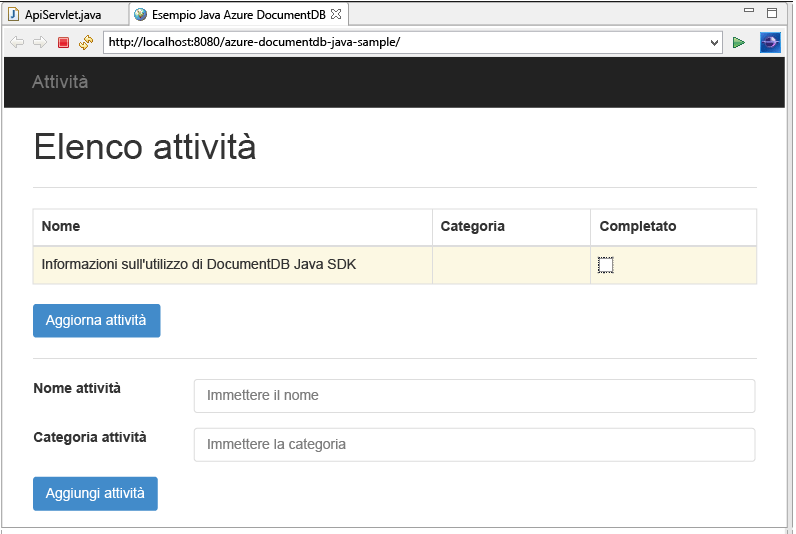 ApiServlet.java Esempio Java Azure DocumentDB
http://localhost:8080/azure-documentdb-java-sample/
Attività
Elenco attività
Nome Categoria Completato
Informazioni sull'utilizzo di DocumentDB Java SDK
Aggiorna attività
Nome attività Immettere il nome
Categoria attività Immettere la categoria
Aggiungi attività